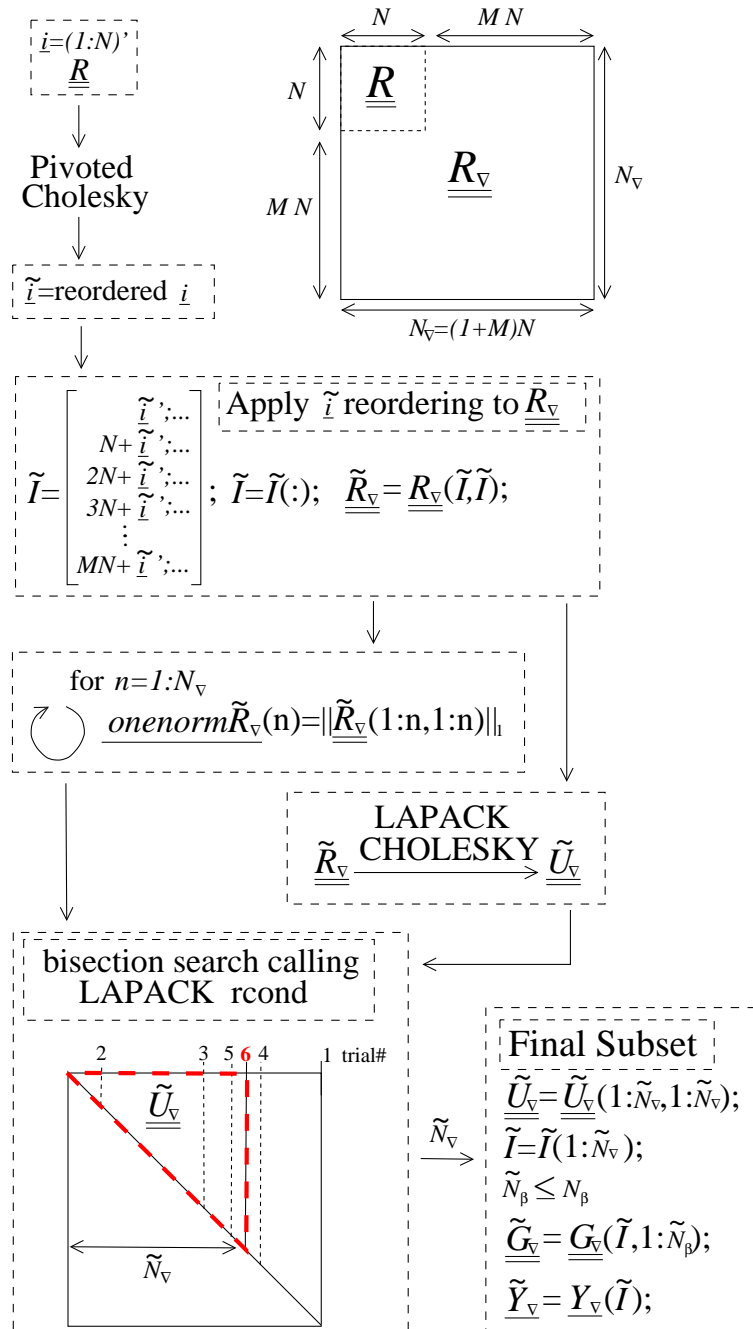 i=(1:N)'
R
Pivoted
Cholesky
ĩ=reordered i
N
M N
N
R
M N
R∇
N∇
N∇=(1+M)N
Apply ĩ reordering to R∇
Ĩ=
ĩ ';...
N+ ĩ ';...
2N+ ĩ ';...
3N+ ĩ ';...
⋮
MN+ ĩ ';...
; Ĩ=Ĩ(:); R̃∇=R∇(Ĩ,Ĩ);
for n=1:N∇
onenormR̃∇(n)=||R̃∇(1:n,1:n)||₁
LAPACK
CHOLESKY
R̃∇ Ũ∇
bisection search calling
LAPACK rcond
2 3 5 6 4 1 trial#
Ũ∇
Ñ∇
Ñ∇
Final Subset
Ũ∇=Ũ∇(1:Ñ∇,1:Ñ∇);
Ĩ=Ĩ(1:Ñ∇);
Ñβ ≤ Nβ
G̃∇=G∇(Ĩ,1:Ñβ);
Ỹ∇=Y∇(Ĩ);